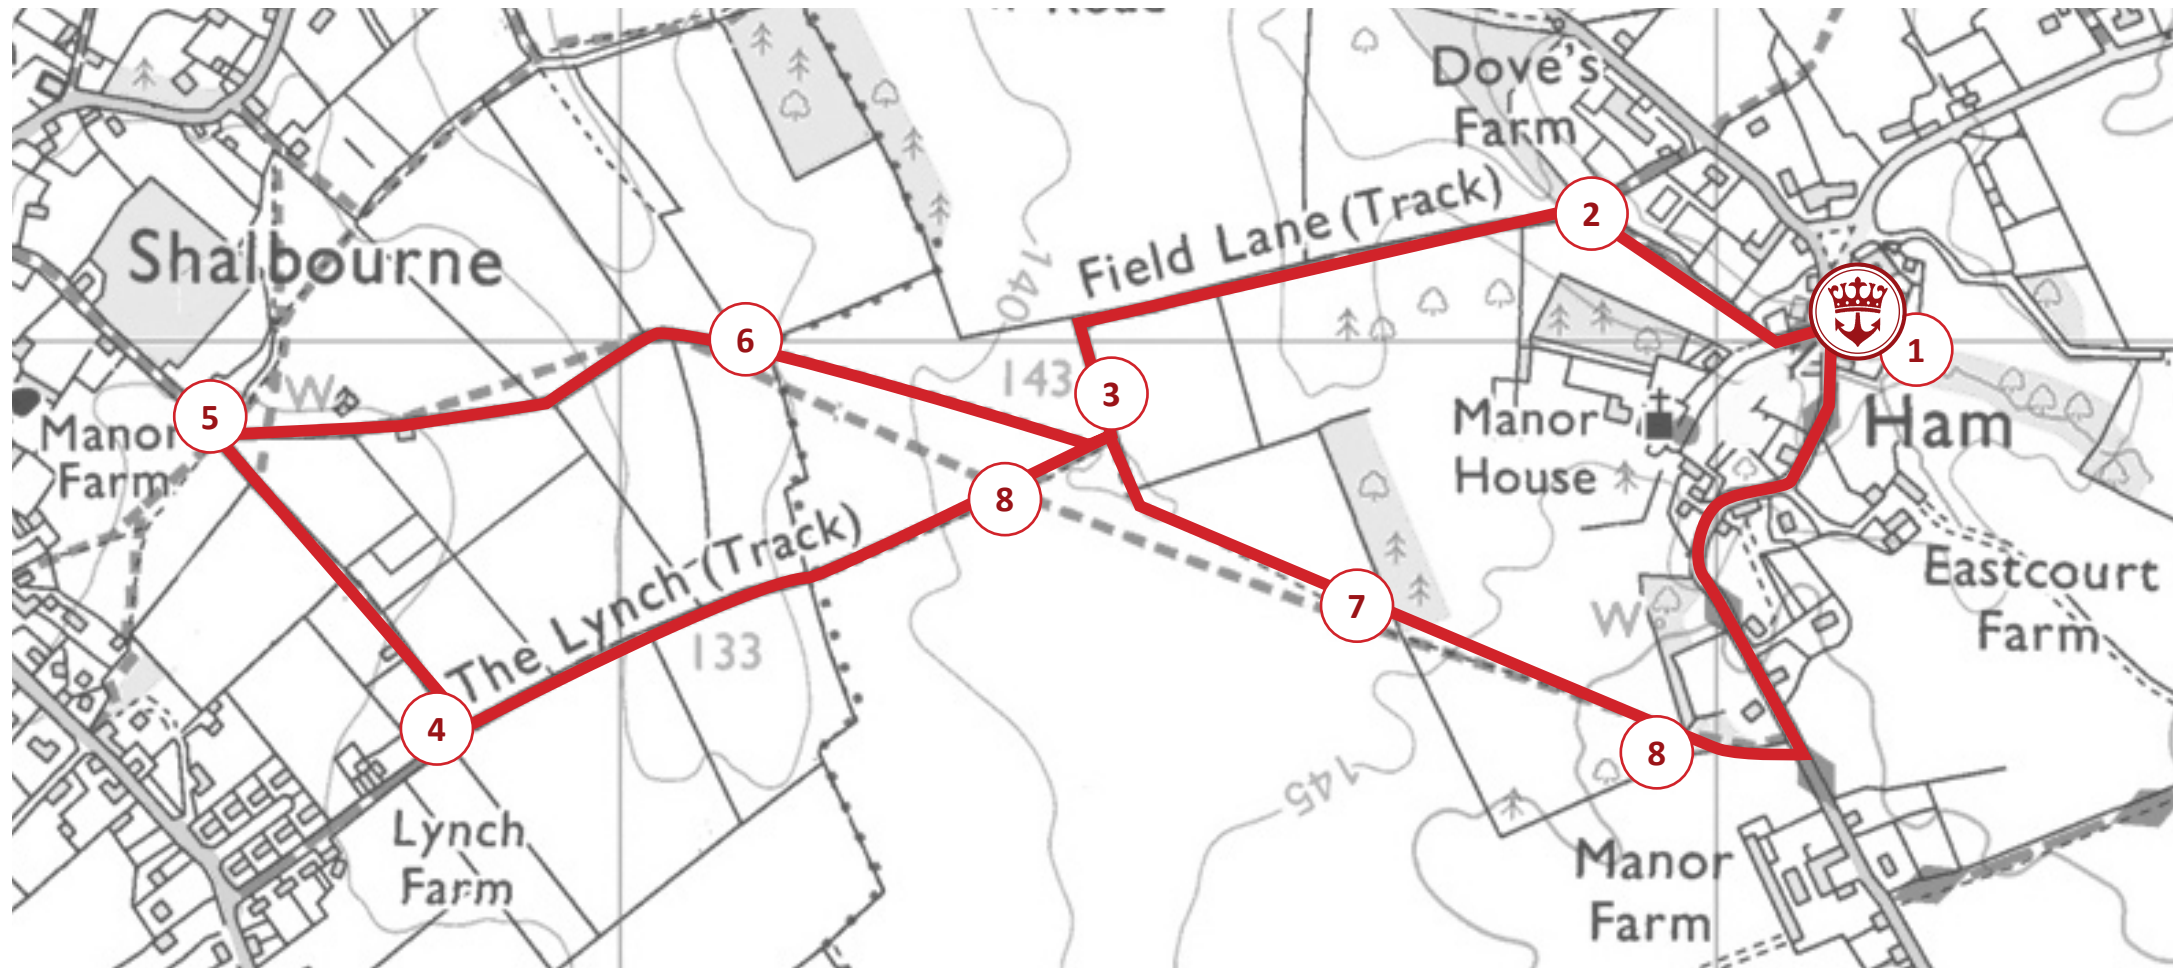 Dove's
Farm
Field Lane (Track)
2
Shalbourne
140
6
1
143
3
W
5
Manor
Farm
Manor
House
Ham
8
The Lynch (Track)
Eastcourt
Farm
7
W
133
4
8
145
Lynch
Farm
Manor
Farm